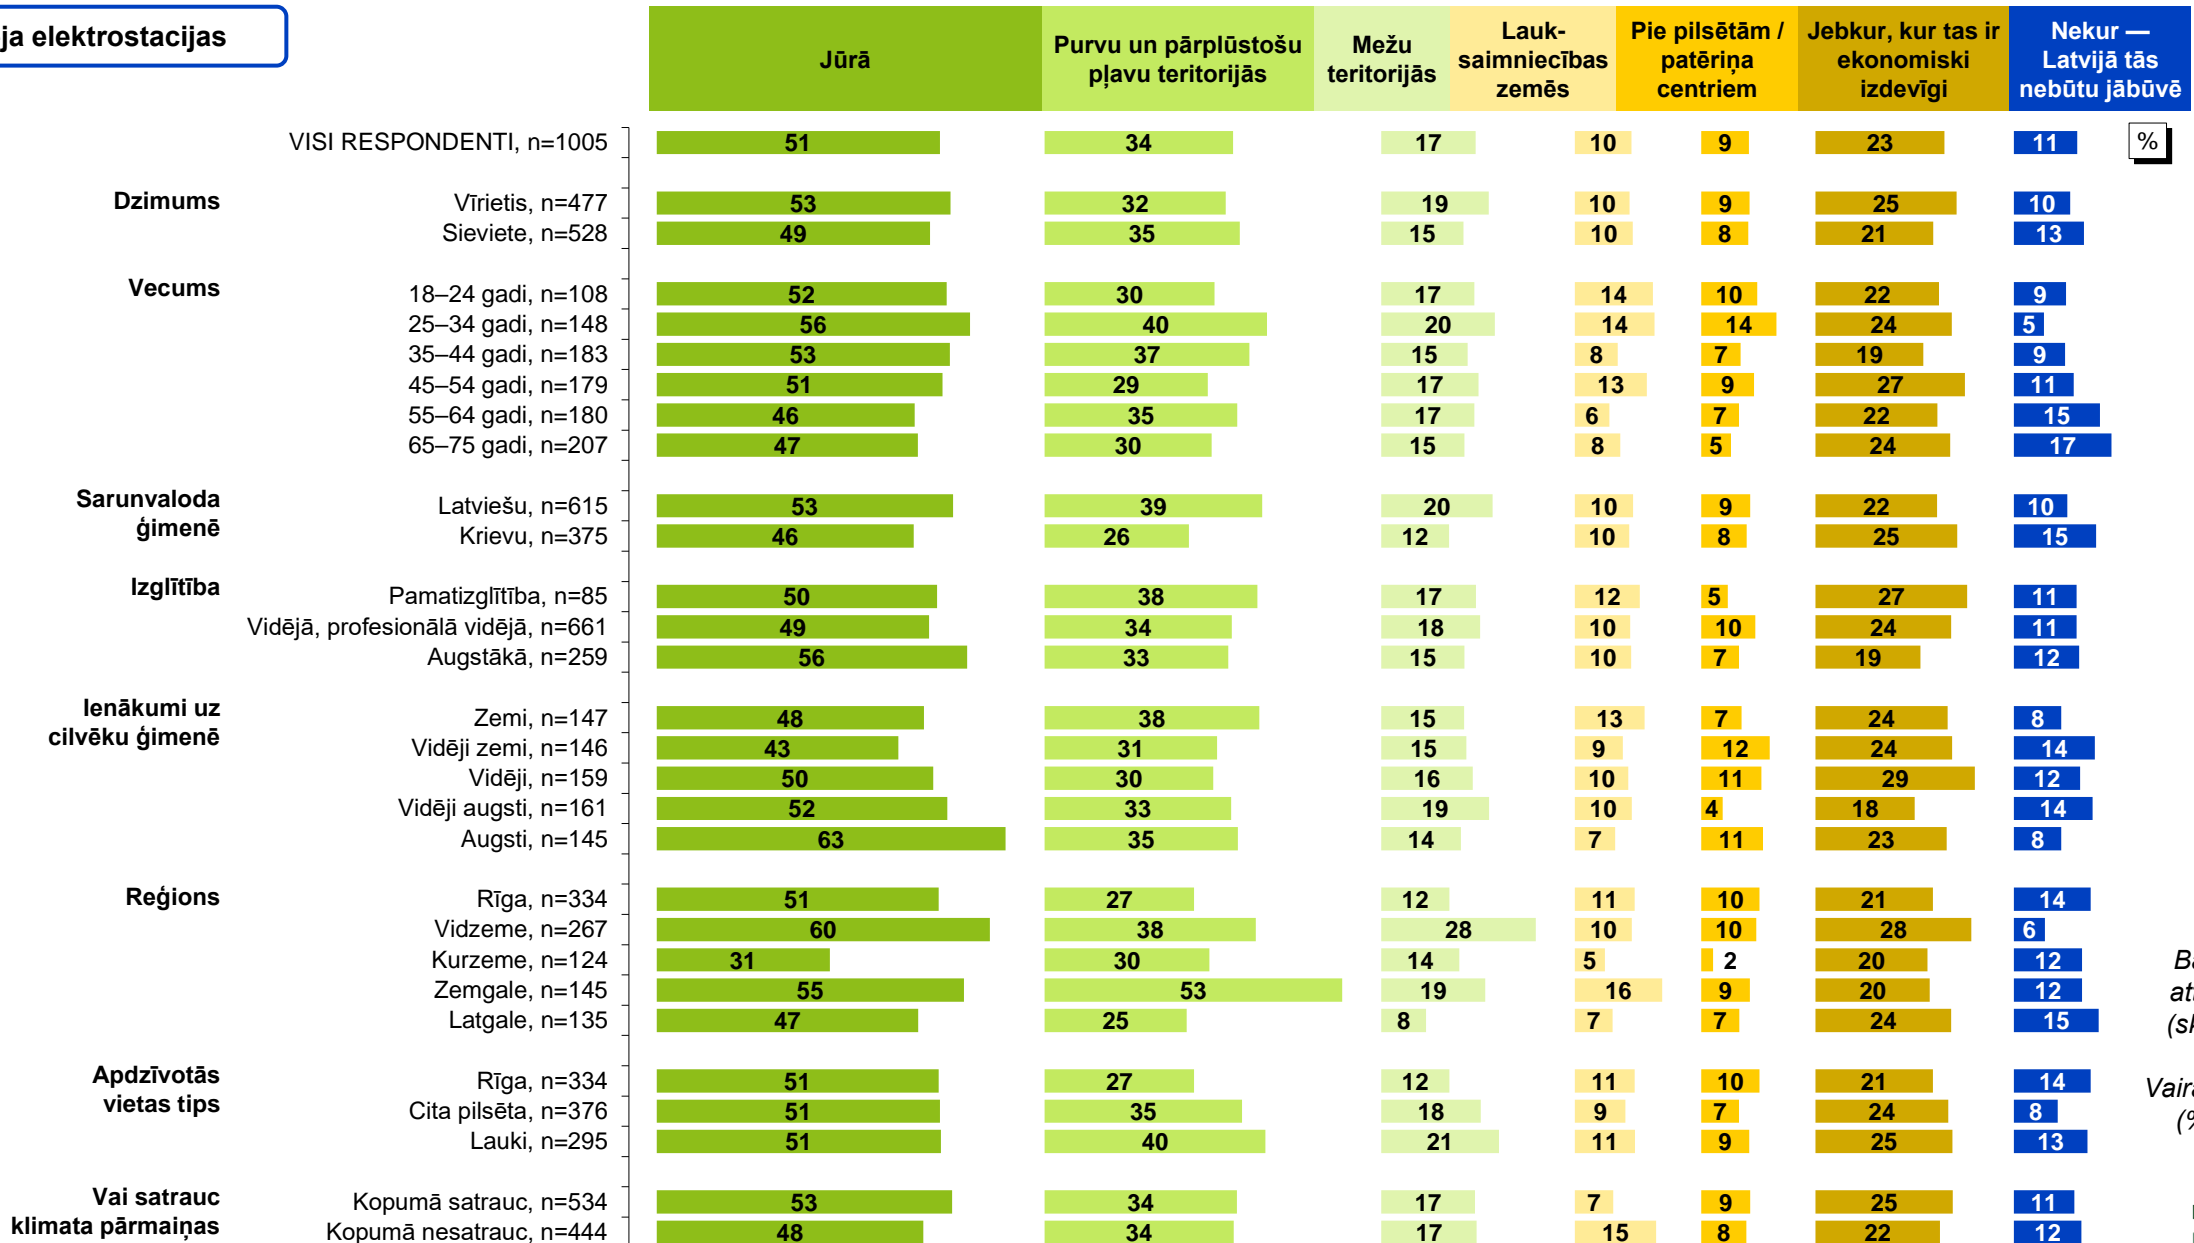 ja elektrostacijas
Jūrā
Purvu un pārplūstošu
pļavu teritorijās
Mežu
teritorijās
Lauk-
saimniecības
zemēs
Pie pilsētām /
patēriņa
centriem
Jebkur, kur tas ir
ekonomiski
izdevīgi
Nekur —
Latvijā tās
nebūtu jābūvē
VISI RESPONDENTI, n=1005 51 34 17 10 9 23 11
%
Dzimums
Vīrietis, n=477 53 32 19 10 9 25 10
Sieviete, n=528 49 35 15 10 8 21 13
Vecums
18–24 gadi, n=108 52 30 17 14 10 22 9
25–34 gadi, n=148 56 40 20 14 14 24 5
35–44 gadi, n=183 53 37 15 8 7 19 9
45–54 gadi, n=179 51 29 17 13 9 27 11
55–64 gadi, n=180 46 35 17 6 7 22 15
65–75 gadi, n=207 47 30 15 8 5 24 17
Sarunvaloda
ģimenē
Latviešu, n=615 53 39 20 10 9 22 10
Krievu, n=375 46 26 12 10 8 25 15
Izglītība
Pamatizglītība, n=85 50 38 17 12 5 27 11
Vidējā, profesionālā vidējā, n=661 49 34 18 10 10 24 11
Augstākā, n=259 56 33 15 10 7 19 12
Ienākumi uz
cilvēku ģimenē
Zemi, n=147 48 38 15 13 7 24 8
Vidēji zemi, n=146 43 31 15 9 12 24 14
Vidēji, n=159 50 30 16 10 11 29 12
Vidēji augsti, n=161 52 33 19 10 4 18 14
Augsti, n=145 63 35 14 7 11 23 8
Reģions
Rīga, n=334 51 27 12 11 10 21 14
Vidzeme, n=267 60 38 28 10 10 28 6
Kurzeme, n=124 31 30 14 5 2 20 12
Zemgale, n=145 55 53 19 16 9 20 12
Latgale, n=135 47 25 8 7 7 24 15
Apdzīvotās
vietas tips
Rīga, n=334 51 27 12 11 10 21 14
Cita pilsēta, n=376 51 35 18 9 7 24 8
Lauki, n=295 51 40 21 11 9 25 13
Vai satrauc
klimata pārmaiņas
Kopumā satrauc, n=534 53 34 17 7 9 25 11
Kopumā nesatrauc, n=444 48 34 17 15 8 22 12